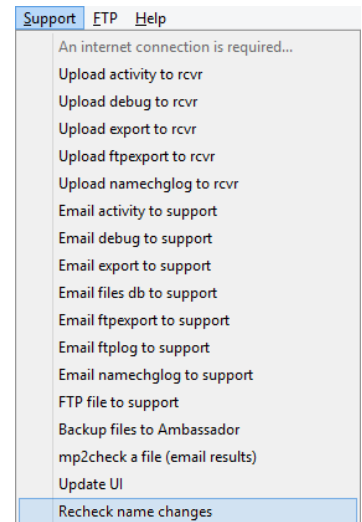 Support FTP Help
An internet connection is required...
Upload activity to rcvr
Upload debug to rcvr
Upload export to rcvr
Upload ftpexport to rcvr
Upload namechglog to rcvr
Email activity to support
Email debug to support
Email export to support
Email files db to support
Email ftpexport to support
Email ftplog to support
Email namechglog to support
FTP file to support
Backup files to Ambassador
mp2check a file (email results)
Update UI
Recheck name changes